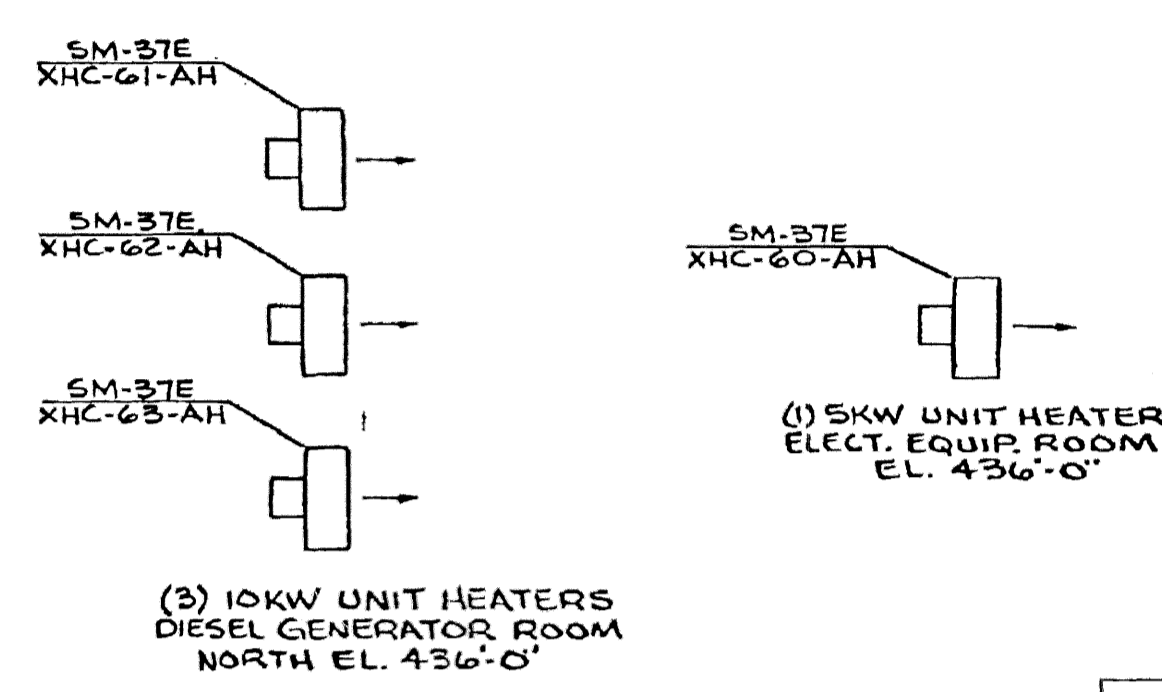 SM-37E
XHC-61-AH
SM-37E
XHC-62-AH
SM-37E
XHC-63-AH
(3) 10KW UNIT HEATERS
DIESEL GENERATOR ROOM
NORTH EL. 436'-0"
SM-37E
XHC-60-AH
(1) 5KW UNIT HEATER
ELECT. EQUIP. ROOM
EL. 436'-0"